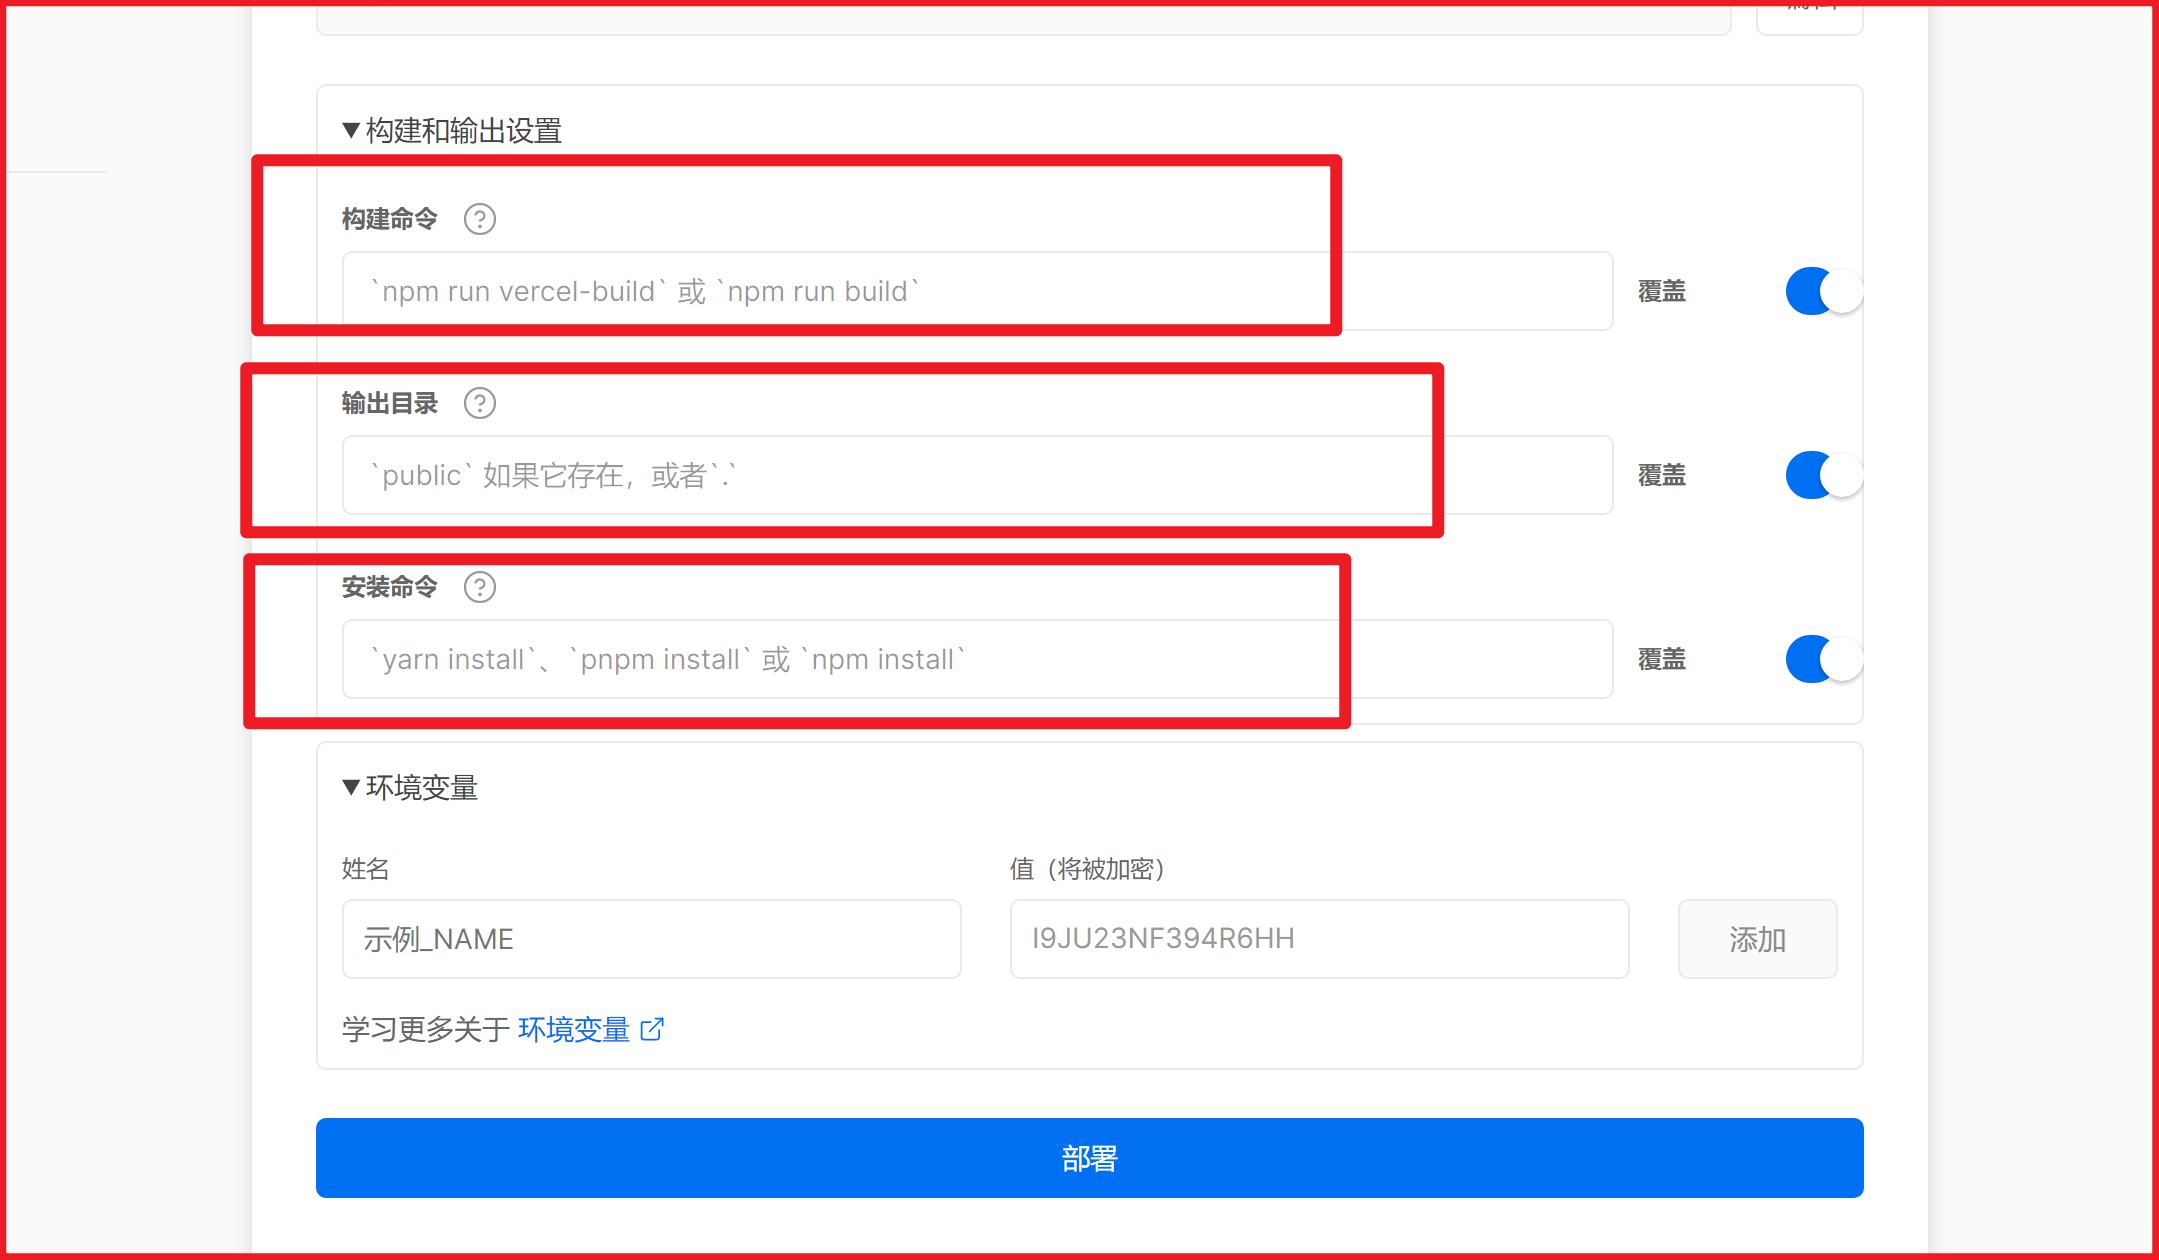 构建和输出设置
构建命令
`npm run vercel-build` 或 `npm run build`
覆盖
输出目录
`public` 如果它存在，或者`.`
覆盖
安装命令
`yarn install`、`pnpm install` 或 `npm install`
覆盖
环境变量
姓名
值（将被加密）
示例_NAME
I9JU23NF394R6HH
添加
学习更多关于 环境变量
部署